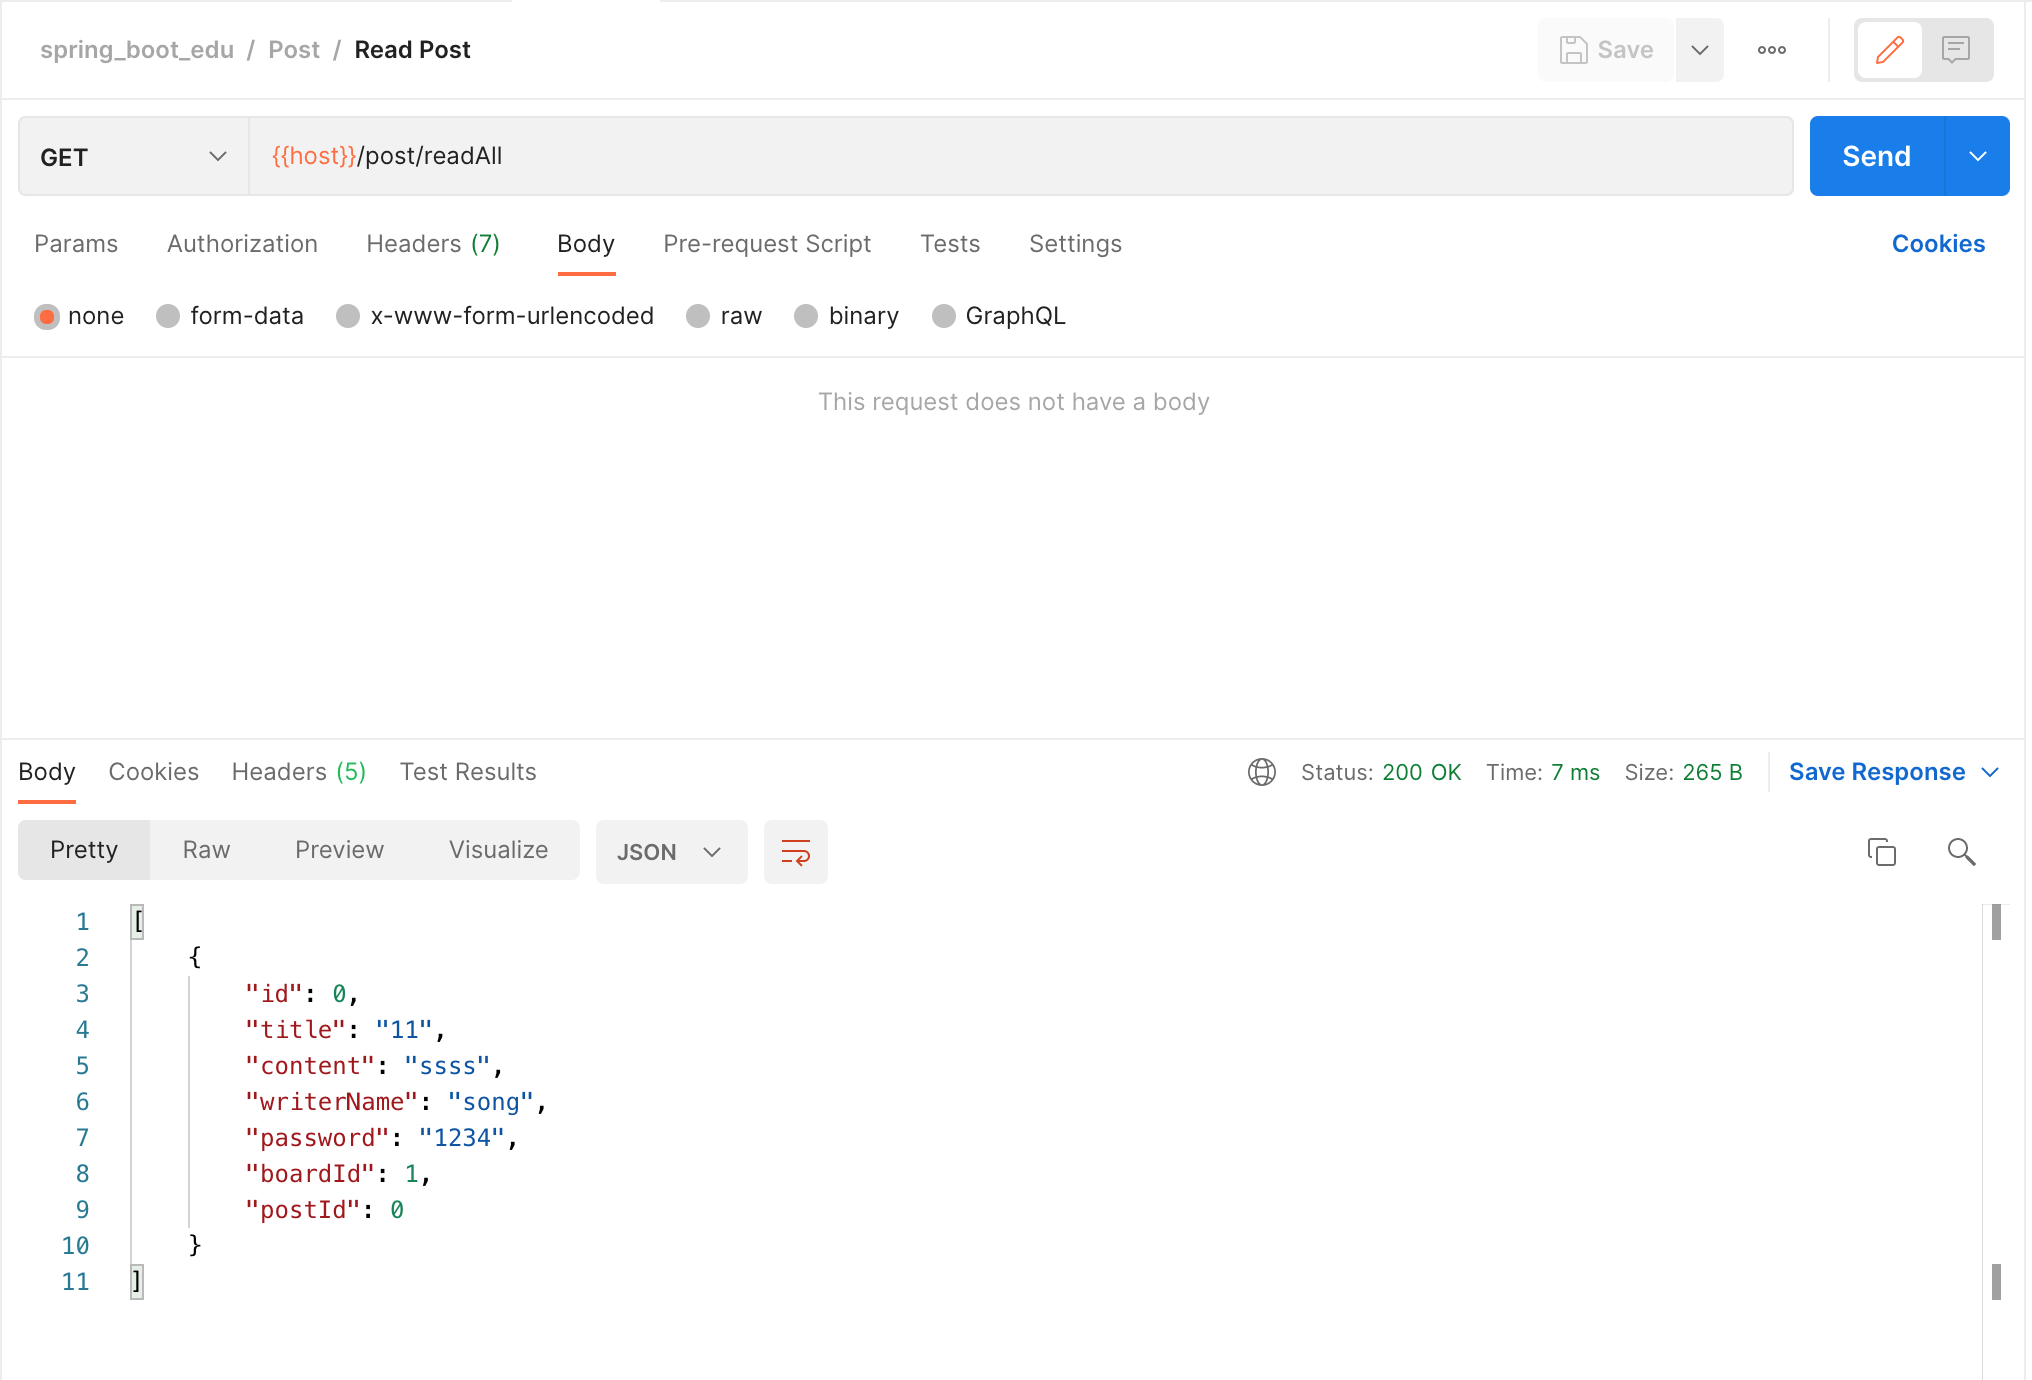 spring_boot_edu / Post / Read Post
Save
GET
{{host}}/post/readAll
Send
Params Authorization Headers (7) Body Pre-request Script Tests Settings Cookies
none form-data x-www-form-urlencoded raw binary GraphQL
This request does not have a body
Body Cookies Headers (5) Test Results Status: 200 OK Time: 7 ms Size: 265 B Save Response
Pretty Raw Preview Visualize JSON
1 [
2 {
3 "id": 0,
4 "title": "11",
5 "content": "ssss",
6 "writerName": "song",
7 "password": "1234",
8 "boardId": 1,
9 "postId": 0
10 }
11 ]